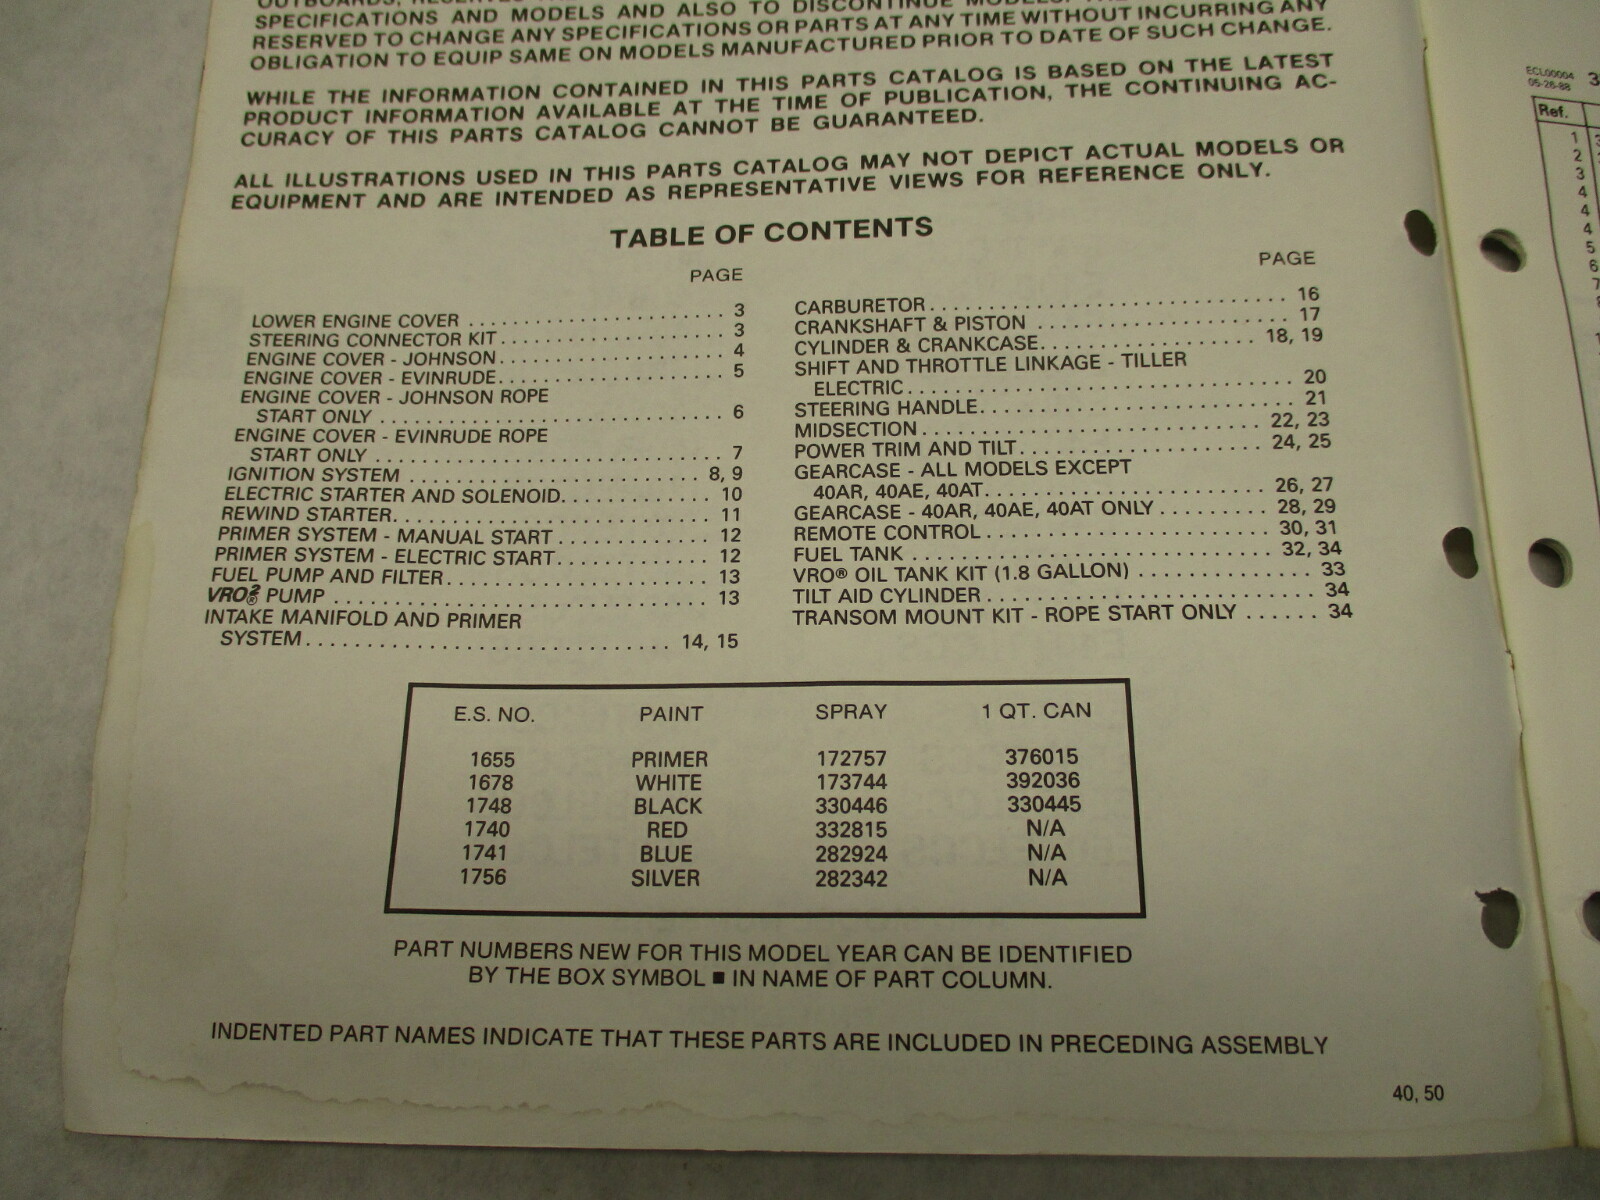 SPECIFICATIONS AND MODELS AND ALSO TO DISCONTINUE MODELS.
RESERVED TO CHANGE ANY SPECIFICATIONS OR PARTS AT ANY TIME WITHOUT INCURRING ANY
OBLIGATION TO EQUIP SAME ON MODELS MANUFACTURED PRIOR TO DATE OF SUCH CHANGE.
WHILE THE INFORMATION CONTAINED IN THIS PARTS CATALOG IS BASED ON THE LATEST
PRODUCT INFORMATION AVAILABLE AT THE TIME OF PUBLICATION, THE CONTINUING AC-
CURACY OF THIS PARTS CATALOG CANNOT BE GUARANTEED.
ALL ILLUSTRATIONS USED IN THIS PARTS CATALOG MAY NOT DEPICT ACTUAL MODELS OR
EQUIPMENT AND ARE INTENDED AS REPRESENTATIVE VIEWS FOR REFERENCE ONLY.
TABLE OF CONTENTS
PAGE
LOWER ENGINE COVER . . . . . . . . . . . . . . . . . . . . . . . . 3
STEERING CONNECTOR KIT . . . . . . . . . . . . . . . . . . . . . 3
ENGINE COVER - JOHNSON . . . . . . . . . . . . . . . . . . . . . 4
ENGINE COVER - EVINRUDE . . . . . . . . . . . . . . . . . . . . . 5
ENGINE COVER - JOHNSON ROPE
START ONLY . . . . . . . . . . . . . . . . . . . . . . . . . . . . . . . . 6
ENGINE COVER - EVINRUDE ROPE
START ONLY . . . . . . . . . . . . . . . . . . . . . . . . . . . . . . . . 7
IGNITION SYSTEM . . . . . . . . . . . . . . . . . . . . . . . . . . . 8, 9
ELECTRIC STARTER AND SOLENOID . . . . . . . . . . . . . . 10
REWIND STARTER . . . . . . . . . . . . . . . . . . . . . . . . . . . . . 11
PRIMER SYSTEM - MANUAL START . . . . . . . . . . . . . . 12
PRIMER SYSTEM - ELECTRIC START . . . . . . . . . . . . . . 12
FUEL PUMP AND FILTER . . . . . . . . . . . . . . . . . . . . . . . . 13
VRO2® PUMP . . . . . . . . . . . . . . . . . . . . . . . . . . . . . . . . . . 13
INTAKE MANIFOLD AND PRIMER
SYSTEM . . . . . . . . . . . . . . . . . . . . . . . . . . . . . . . . . 14, 15
PAGE
CARBURETOR . . . . . . . . . . . . . . . . . . . . . . . . . . . . . . . 16
CRANKSHAFT & PISTON . . . . . . . . . . . . . . . . . . . . . . 17
CYLINDER & CRANKCASE . . . . . . . . . . . . . . . . . . . 18, 19
SHIFT AND THROTTLE LINKAGE - TILLER
ELECTRIC . . . . . . . . . . . . . . . . . . . . . . . . . . . . . . . . . . 20
STEERING HANDLE . . . . . . . . . . . . . . . . . . . . . . . . . . . 21
MIDSECTION . . . . . . . . . . . . . . . . . . . . . . . . . . . . . 22, 23
POWER TRIM AND TILT . . . . . . . . . . . . . . . . . . . . . 24, 25
GEARCASE - ALL MODELS EXCEPT
40AR, 40AE, 40AT . . . . . . . . . . . . . . . . . . . . . . . . 26, 27
GEARCASE - 40AR, 40AE, 40AT ONLY . . . . . . . . . 28, 29
REMOTE CONTROL . . . . . . . . . . . . . . . . . . . . . . . . 30, 31
FUEL TANK . . . . . . . . . . . . . . . . . . . . . . . . . . . . . . 32, 34
VRO® OIL TANK KIT (1.8 GALLON) . . . . . . . . . . . . . . . 33
TILT AID CYLINDER . . . . . . . . . . . . . . . . . . . . . . . . . . . . 34
TRANSOM MOUNT KIT - ROPE START ONLY . . . . . . 34
E.S. NO. PAINT SPRAY 1 QT. CAN
1655 PRIMER 172757 376015
1678 WHITE 173744 392036
1748 BLACK 330446 330445
1740 RED 332815 N/A
1741 BLUE 282924 N/A
1756 SILVER 282342 N/A
PART NUMBERS NEW FOR THIS MODEL YEAR CAN BE IDENTIFIED
BY THE BOX SYMBOL ■ IN NAME OF PART COLUMN.
INDENTED PART NAMES INDICATE THAT THESE PARTS ARE INCLUDED IN PRECEDING ASSEMBLY
40, 50
ECL00004
05-26-88
Ref.
1
2
3
4
4
4
5
6
7